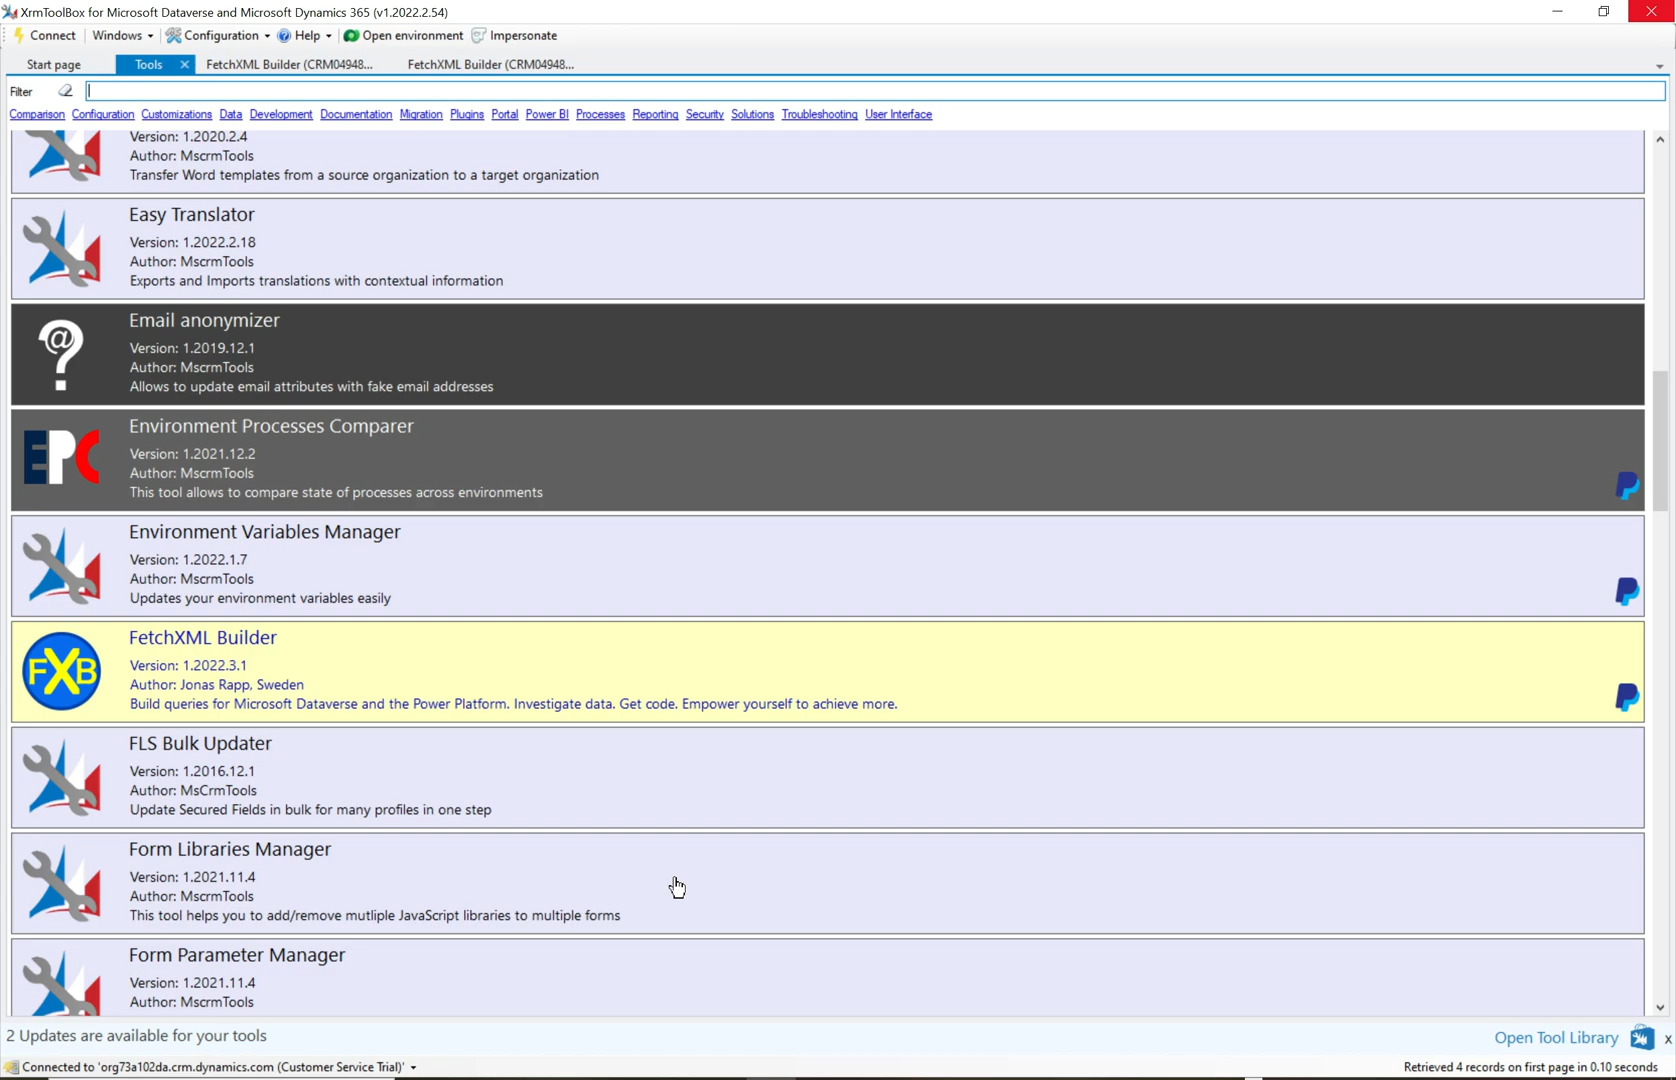 XrmToolBox for Microsoft Dataverse and Microsoft Dynamics 365 (v1.2022.2.54)
Connect Windows Configuration Help Open environment Impersonate
Start page Tools FetchXML Builder (CRM04948... FetchXML Builder (CRM04948...
Filter
Comparison Configuration Customizations Data Development Documentation Migration Plugins Portal Power BI Processes Reporting Security Solutions Troubleshooting User Interface
Version: 1.2020.2.4
Author: MscrmTools
Transfer Word templates from a source organization to a target organization
Easy Translator
Version: 1.2022.2.18
Author: MscrmTools
Exports and Imports translations with contextual information
Email anonymizer
Version: 1.2019.12.1
Author: MscrmTools
Allows to update email attributes with fake email addresses
EPC
Environment Processes Comparer
Version: 1.2021.12.2
Author: MscrmTools
This tool allows to compare state of processes across environments
Environment Variables Manager
Version: 1.2022.1.7
Author: MscrmTools
Updates your environment variables easily
FXB
FetchXML Builder
Version: 1.2022.3.1
Author: Jonas Rapp, Sweden
Build queries for Microsoft Dataverse and the Power Platform. Investigate data. Get code. Empower yourself to achieve more.
FLS Bulk Updater
Version: 1.2016.12.1
Author: MsCrmTools
Update Secured Fields in bulk for many profiles in one step
Form Libraries Manager
Version: 1.2021.11.4
Author: MscrmTools
This tool helps you to add/remove mutliple JavaScript libraries to multiple forms
Form Parameter Manager
Version: 1.2021.11.4
Author: MscrmTools
2 Updates are available for your tools
Open Tool Library x
Connected to 'org73a102da.crm.dynamics.com (Customer Service Trial)'
Retrieved 4 records on first page in 0.10 seconds